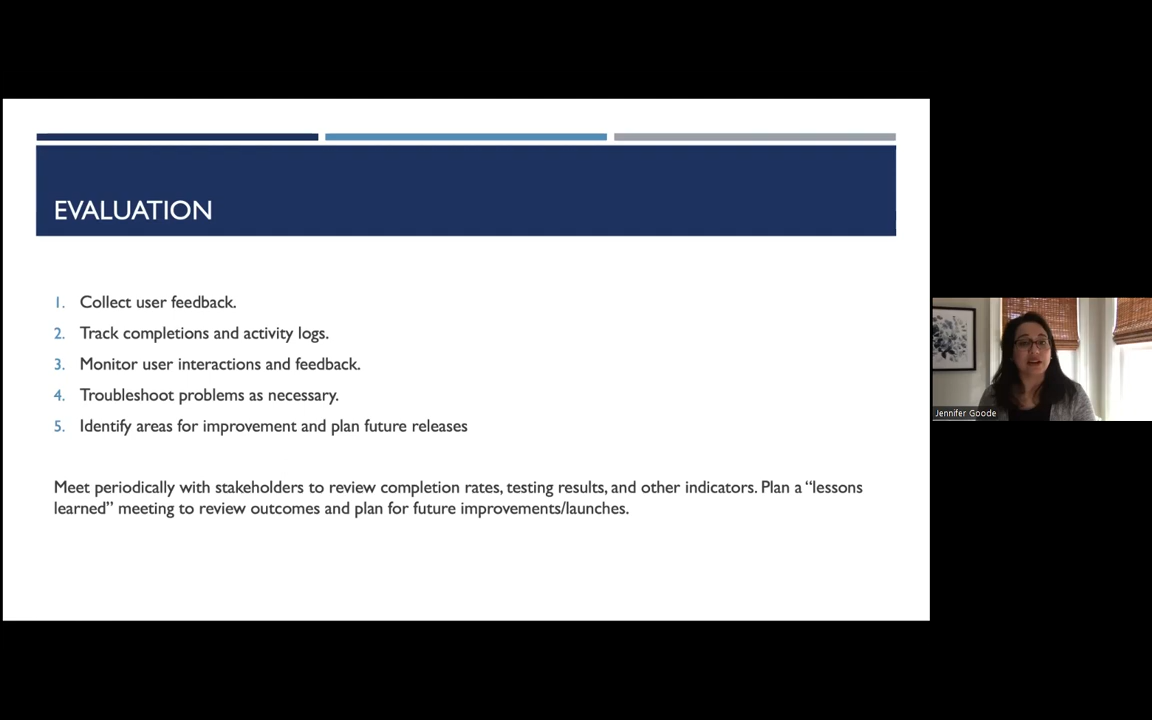 EVALUATION
1. Collect user feedback.
2. Track completions and activity logs.
3. Monitor user interactions and feedback.
4. Troubleshoot problems as necessary.
5. Identify areas for improvement and plan future releases
Meet periodically with stakeholders to review completion rates, testing results, and other indicators. Plan a “lessons
learned” meeting to review outcomes and plan for future improvements/launches.
Jennifer Goode